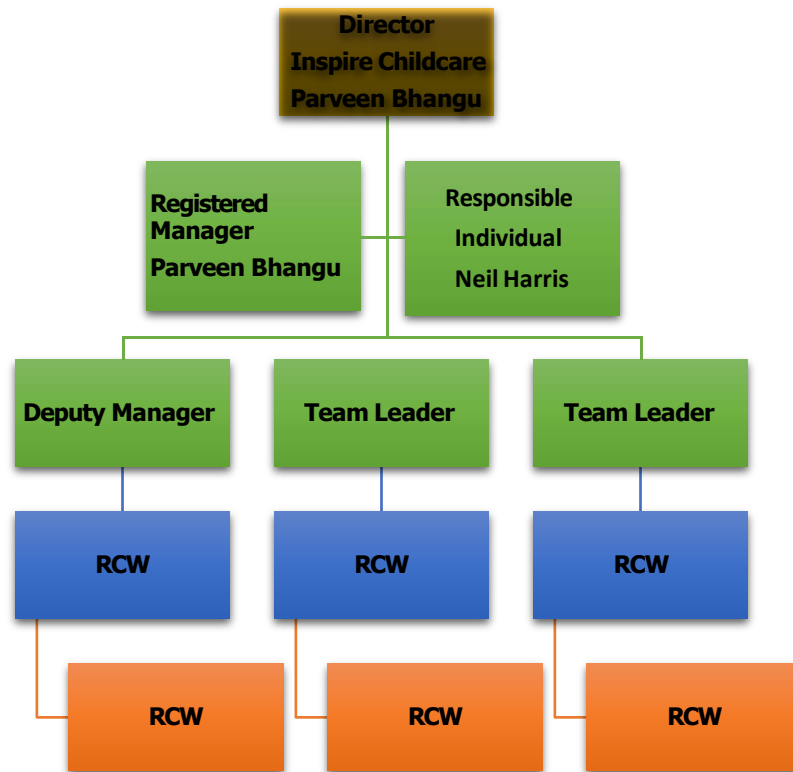 Director
Inspire Childcare
Parveen Bhangu
Registered
Manager
Parveen Bhangu
Responsible
Individual
Neil Harris
Deputy Manager
Team Leader
Team Leader
RCW
RCW
RCW
RCW
RCW
RCW